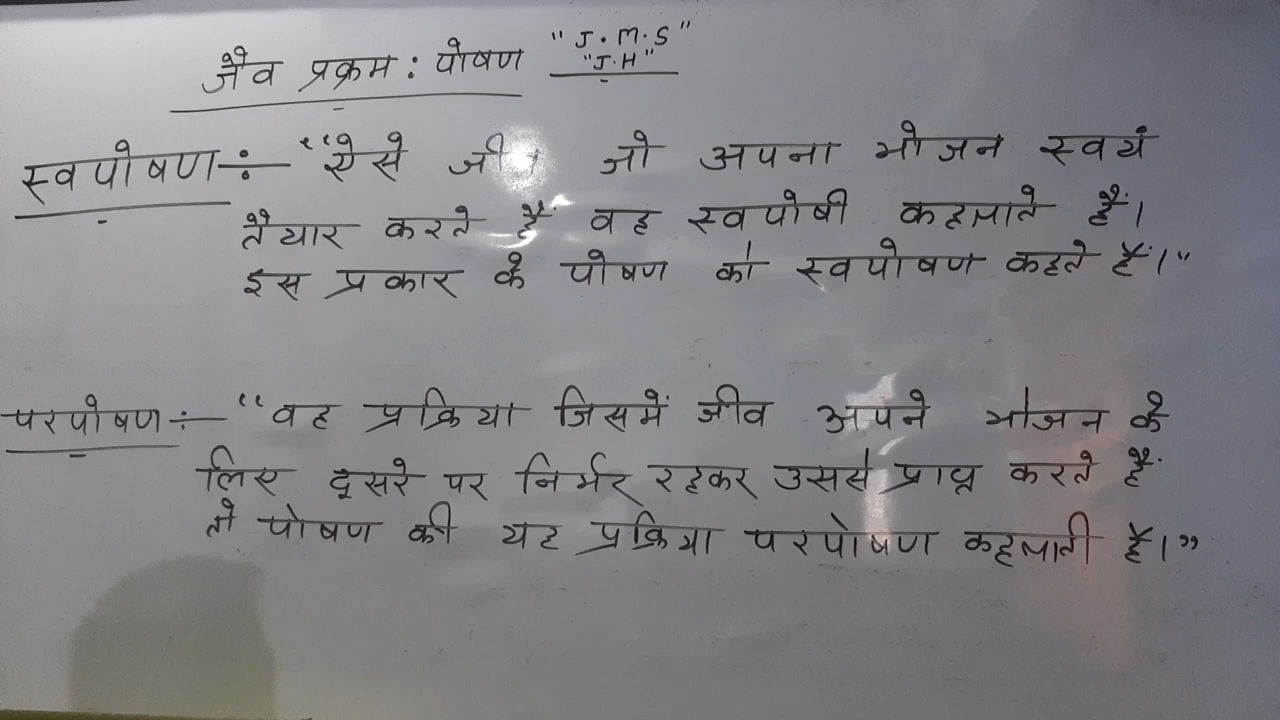 जैव प्रक्रम : पोषण "J.M.S"
"J.H"
स्वपोषण ÷ "ऐसे जो अपना भोजन स्वयं
तैयार करते हैं वह स्वपोषी कहलाते हैं।
इस प्रकार के पोषण को स्वपोषण कहते हैं।"
परपोषण ÷ "वह प्रक्रिया जिसमें जीव अपने भोजन के
लिए दूसरे पर निर्भर रहकर उससे प्राप्त करते हैं
तो पोषण की यह प्रक्रिया परपोषण कहलाती है।"